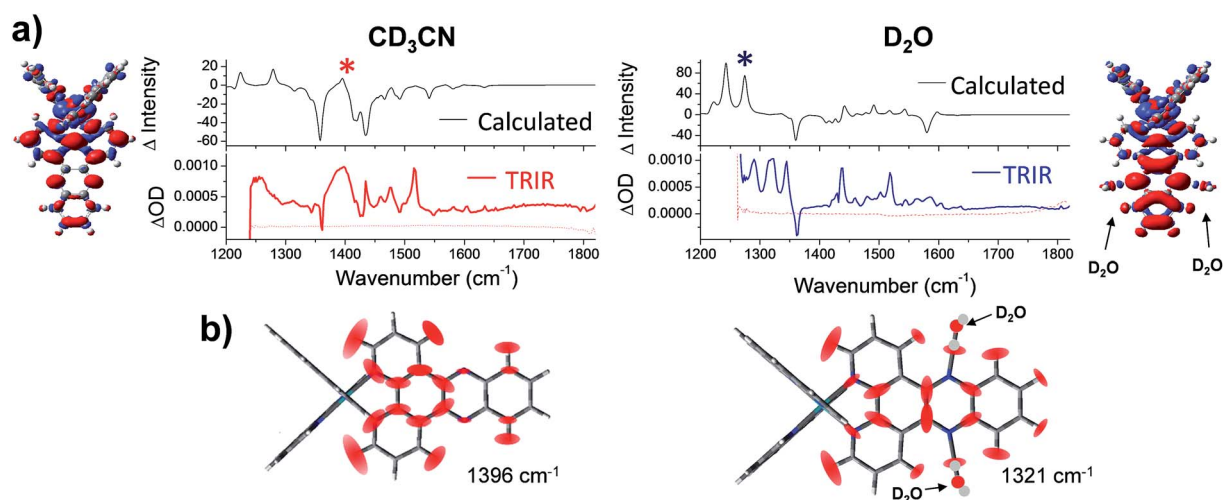 a)
CD₃CN
D₂O
20
0
-20
-40
-60
Δ Intensity
*
Calculated
0.0010
0.0005
0.0000
ΔOD
TRIR
1200 1300 1400 1500 1600 1700 1800
Wavenumber (cm⁻¹)
80
40
0
-40
Δ Intensity
*
Calculated
0.0010
0.0005
0.0000
ΔOD
TRIR
1200 1300 1400 1500 1600 1700 1800
Wavenumber (cm⁻¹)
D₂O D₂O
b)
1396 cm⁻¹
D₂O
1321 cm⁻¹
D₂O